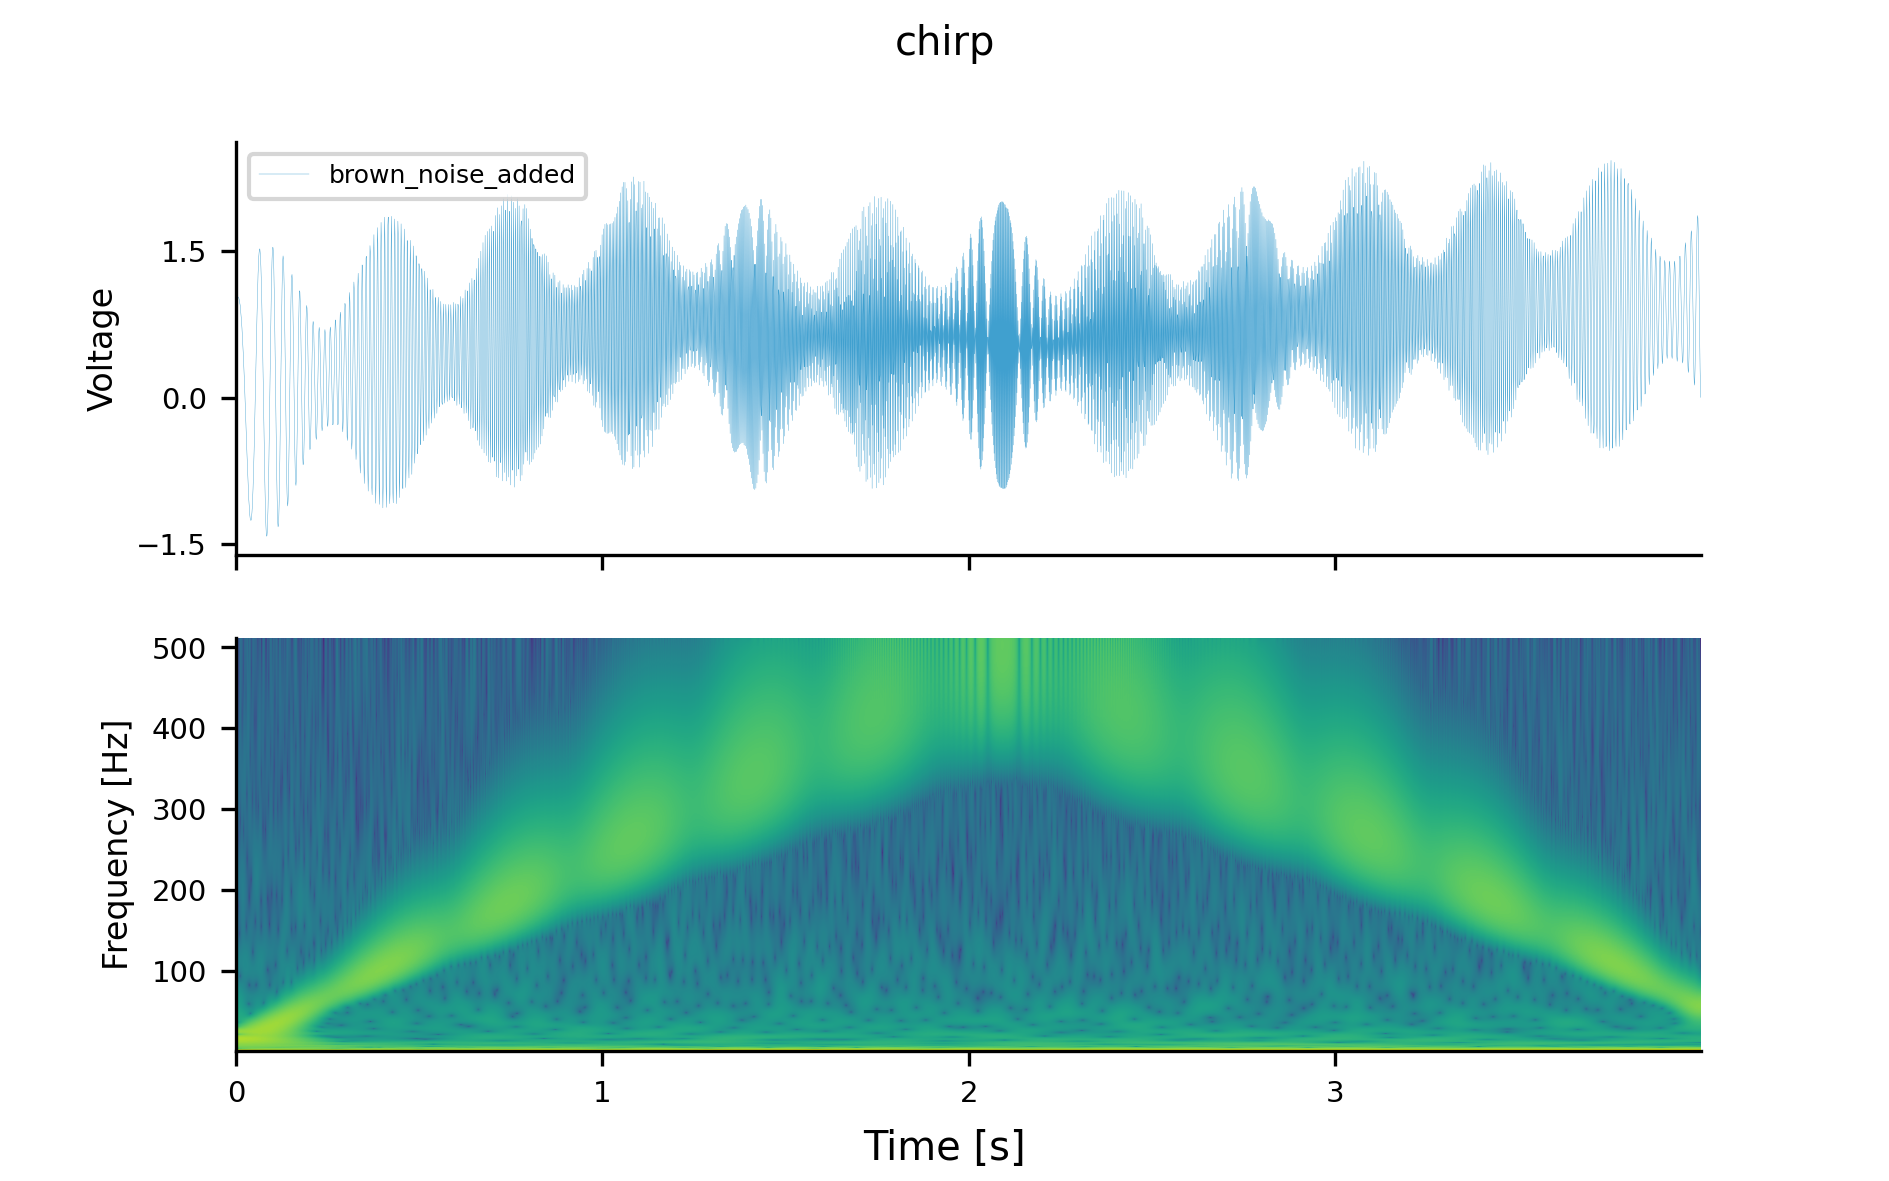 chirp
brown_noise_added
Voltage
1.5
0.0
−1.5
Frequency [Hz]
500
400
300
200
100
0 1 2 3
Time [s]